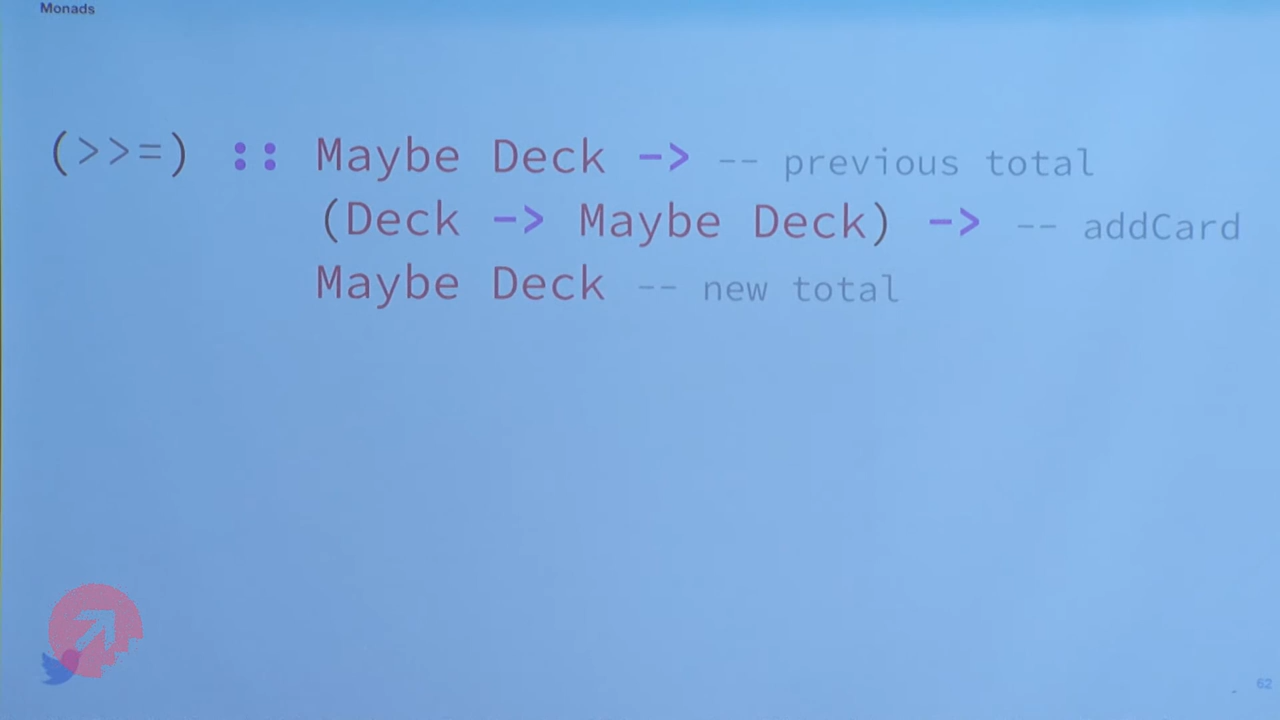 Monads
(>>=) :: Maybe Deck -> -- previous total
(Deck -> Maybe Deck) -> -- addCard
Maybe Deck -- new total
62